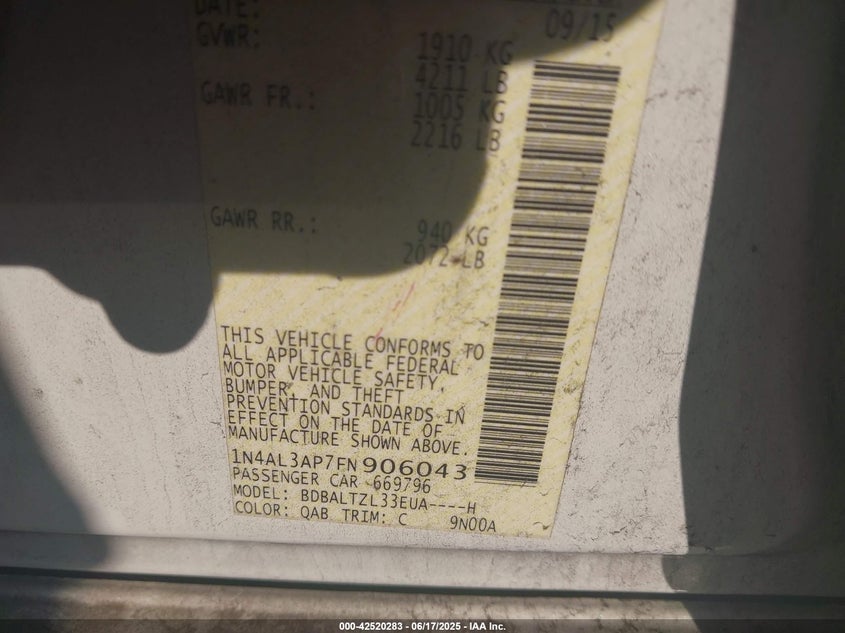 DATE: 09/15
GVWR: 1910 KG
4211 LB
GAWR FR.: 1005 KG
2216 LB
GAWR RR.: 940 KG
2072 LB
THIS VEHICLE CONFORMS TO
ALL APPLICABLE FEDERAL
MOTOR VEHICLE SAFETY,
BUMPER, AND THEFT
PREVENTION STANDARDS IN
EFFECT ON THE DATE OF
MANUFACTURE SHOWN ABOVE.
1N4AL3AP7FN906043
PASSENGER CAR 669796
MODEL: BDBALTZL33EUA----H
COLOR: QAB TRIM: C 9N00A
000-42520283 - 06/17/2025 - IAA Inc.